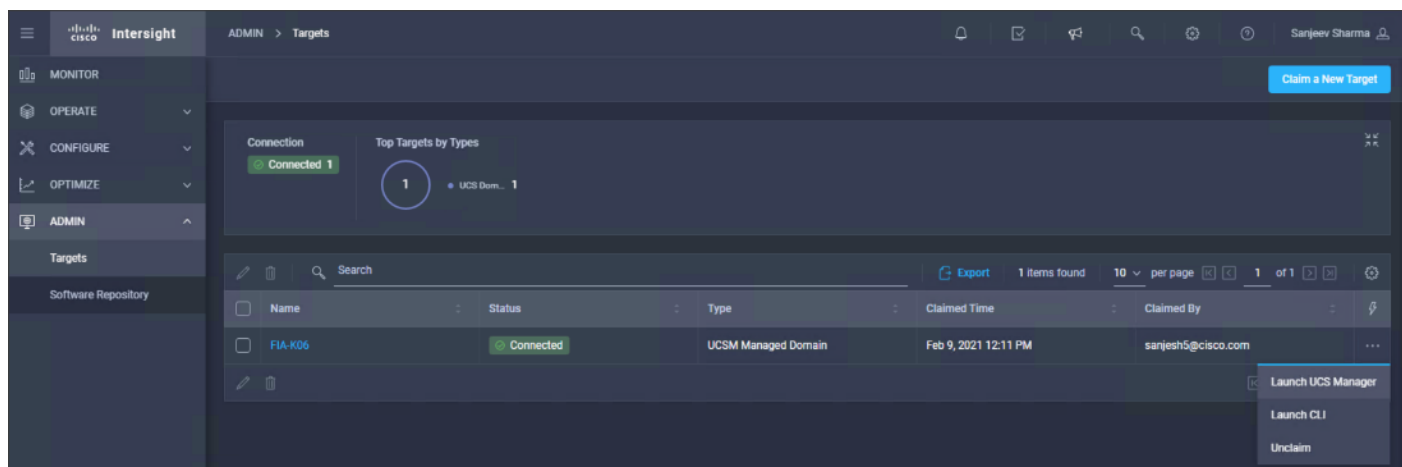 cisco Intersight
ADMIN > Targets
Sanjeev Sharma
MONITOR
Claim a New Target
OPERATE
CONFIGURE
OPTIMIZE
ADMIN
Targets
Software Repository
Connection
Connected 1
Top Targets by Types
1
UCS Dom... 1
Search
Export
1 items found
10 per page
1 of 1
Name Status Type Claimed Time Claimed By
FIA-K06 Connected UCSM Managed Domain Feb 9, 2021 12:11 PM sanjesh5@cisco.com ...
Launch UCS Manager
Launch CLI
Unclaim